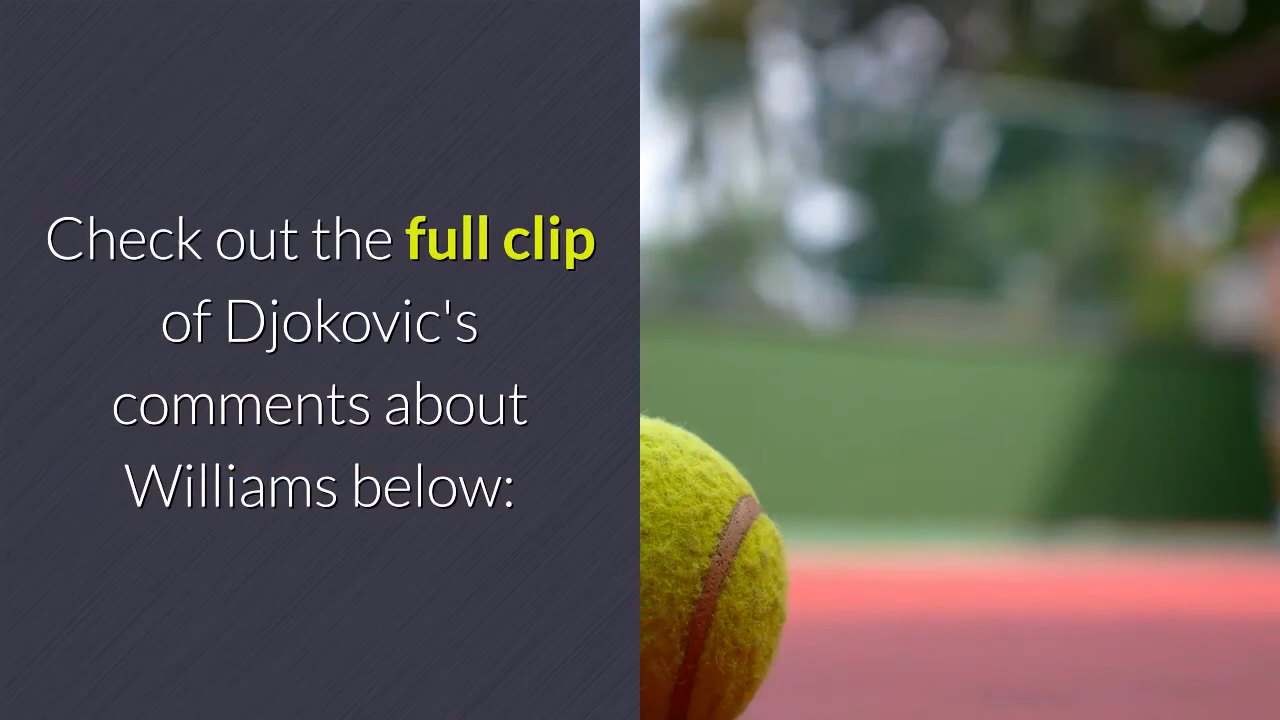 Check out the full clip
of Djokovic's
comments about
Williams below: